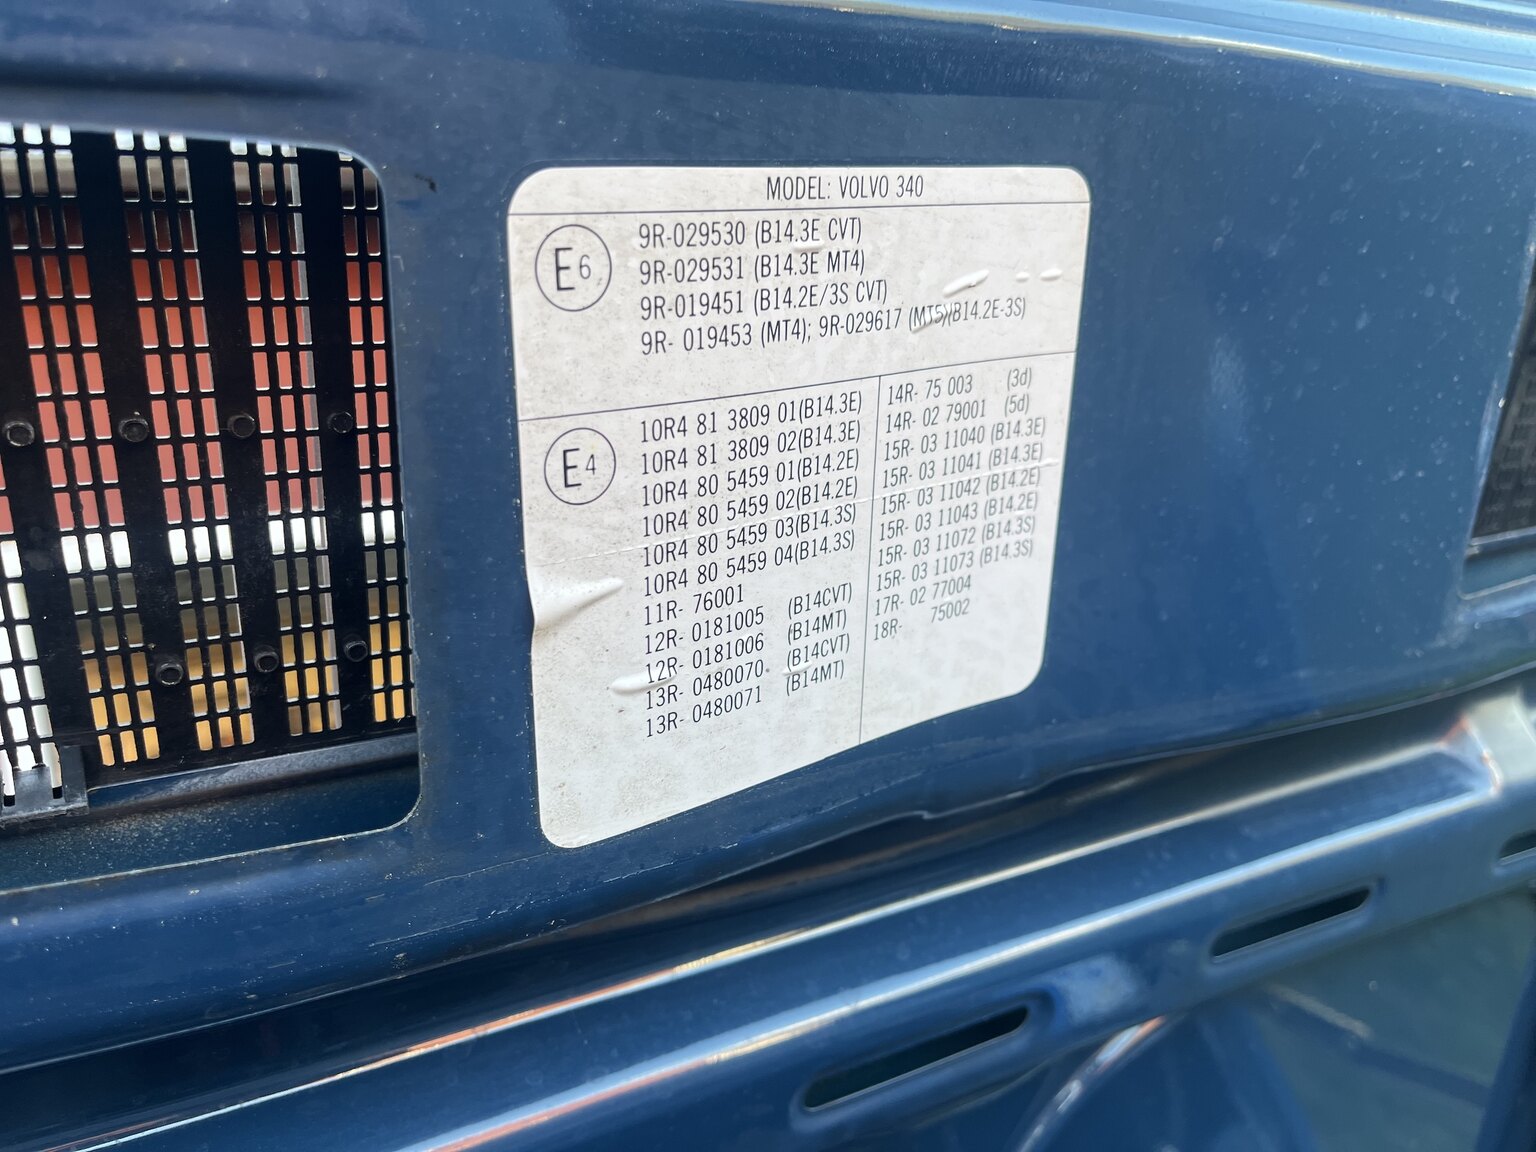 MODEL: VOLVO 340
E6
9R-029530 (B14.3E CVT)
9R-029531 (B14.3E MT4)
9R-019451 (B14.2E/3S CVT)
9R- 019453 (MT4); 9R-029617 (MT5)(B14.2E-3S)
E4
10R4 81 3809 01(B14.3E)
10R4 81 3809 02(B14.3E)
10R4 80 5459 01(B14.2E)
10R4 80 5459 02(B14.2E)
10R4 80 5459 03(B14.3S)
10R4 80 5459 04(B14.3S)
11R- 76001
12R- 0181005 (B14CVT)
12R- 0181006 (B14MT)
13R- 0480070 (B14CVT)
13R- 0480071 (B14MT)
14R- 75 003 (3d)
14R- 02 79001 (5d)
15R- 03 11040 (B14.3E)
15R- 03 11041 (B14.3E)
15R- 03 11042 (B14.2E)
15R- 03 11043 (B14.2E)
15R- 03 11072 (B14.3S)
15R- 03 11073 (B14.3S)
17R- 02 77004
18R- 75002